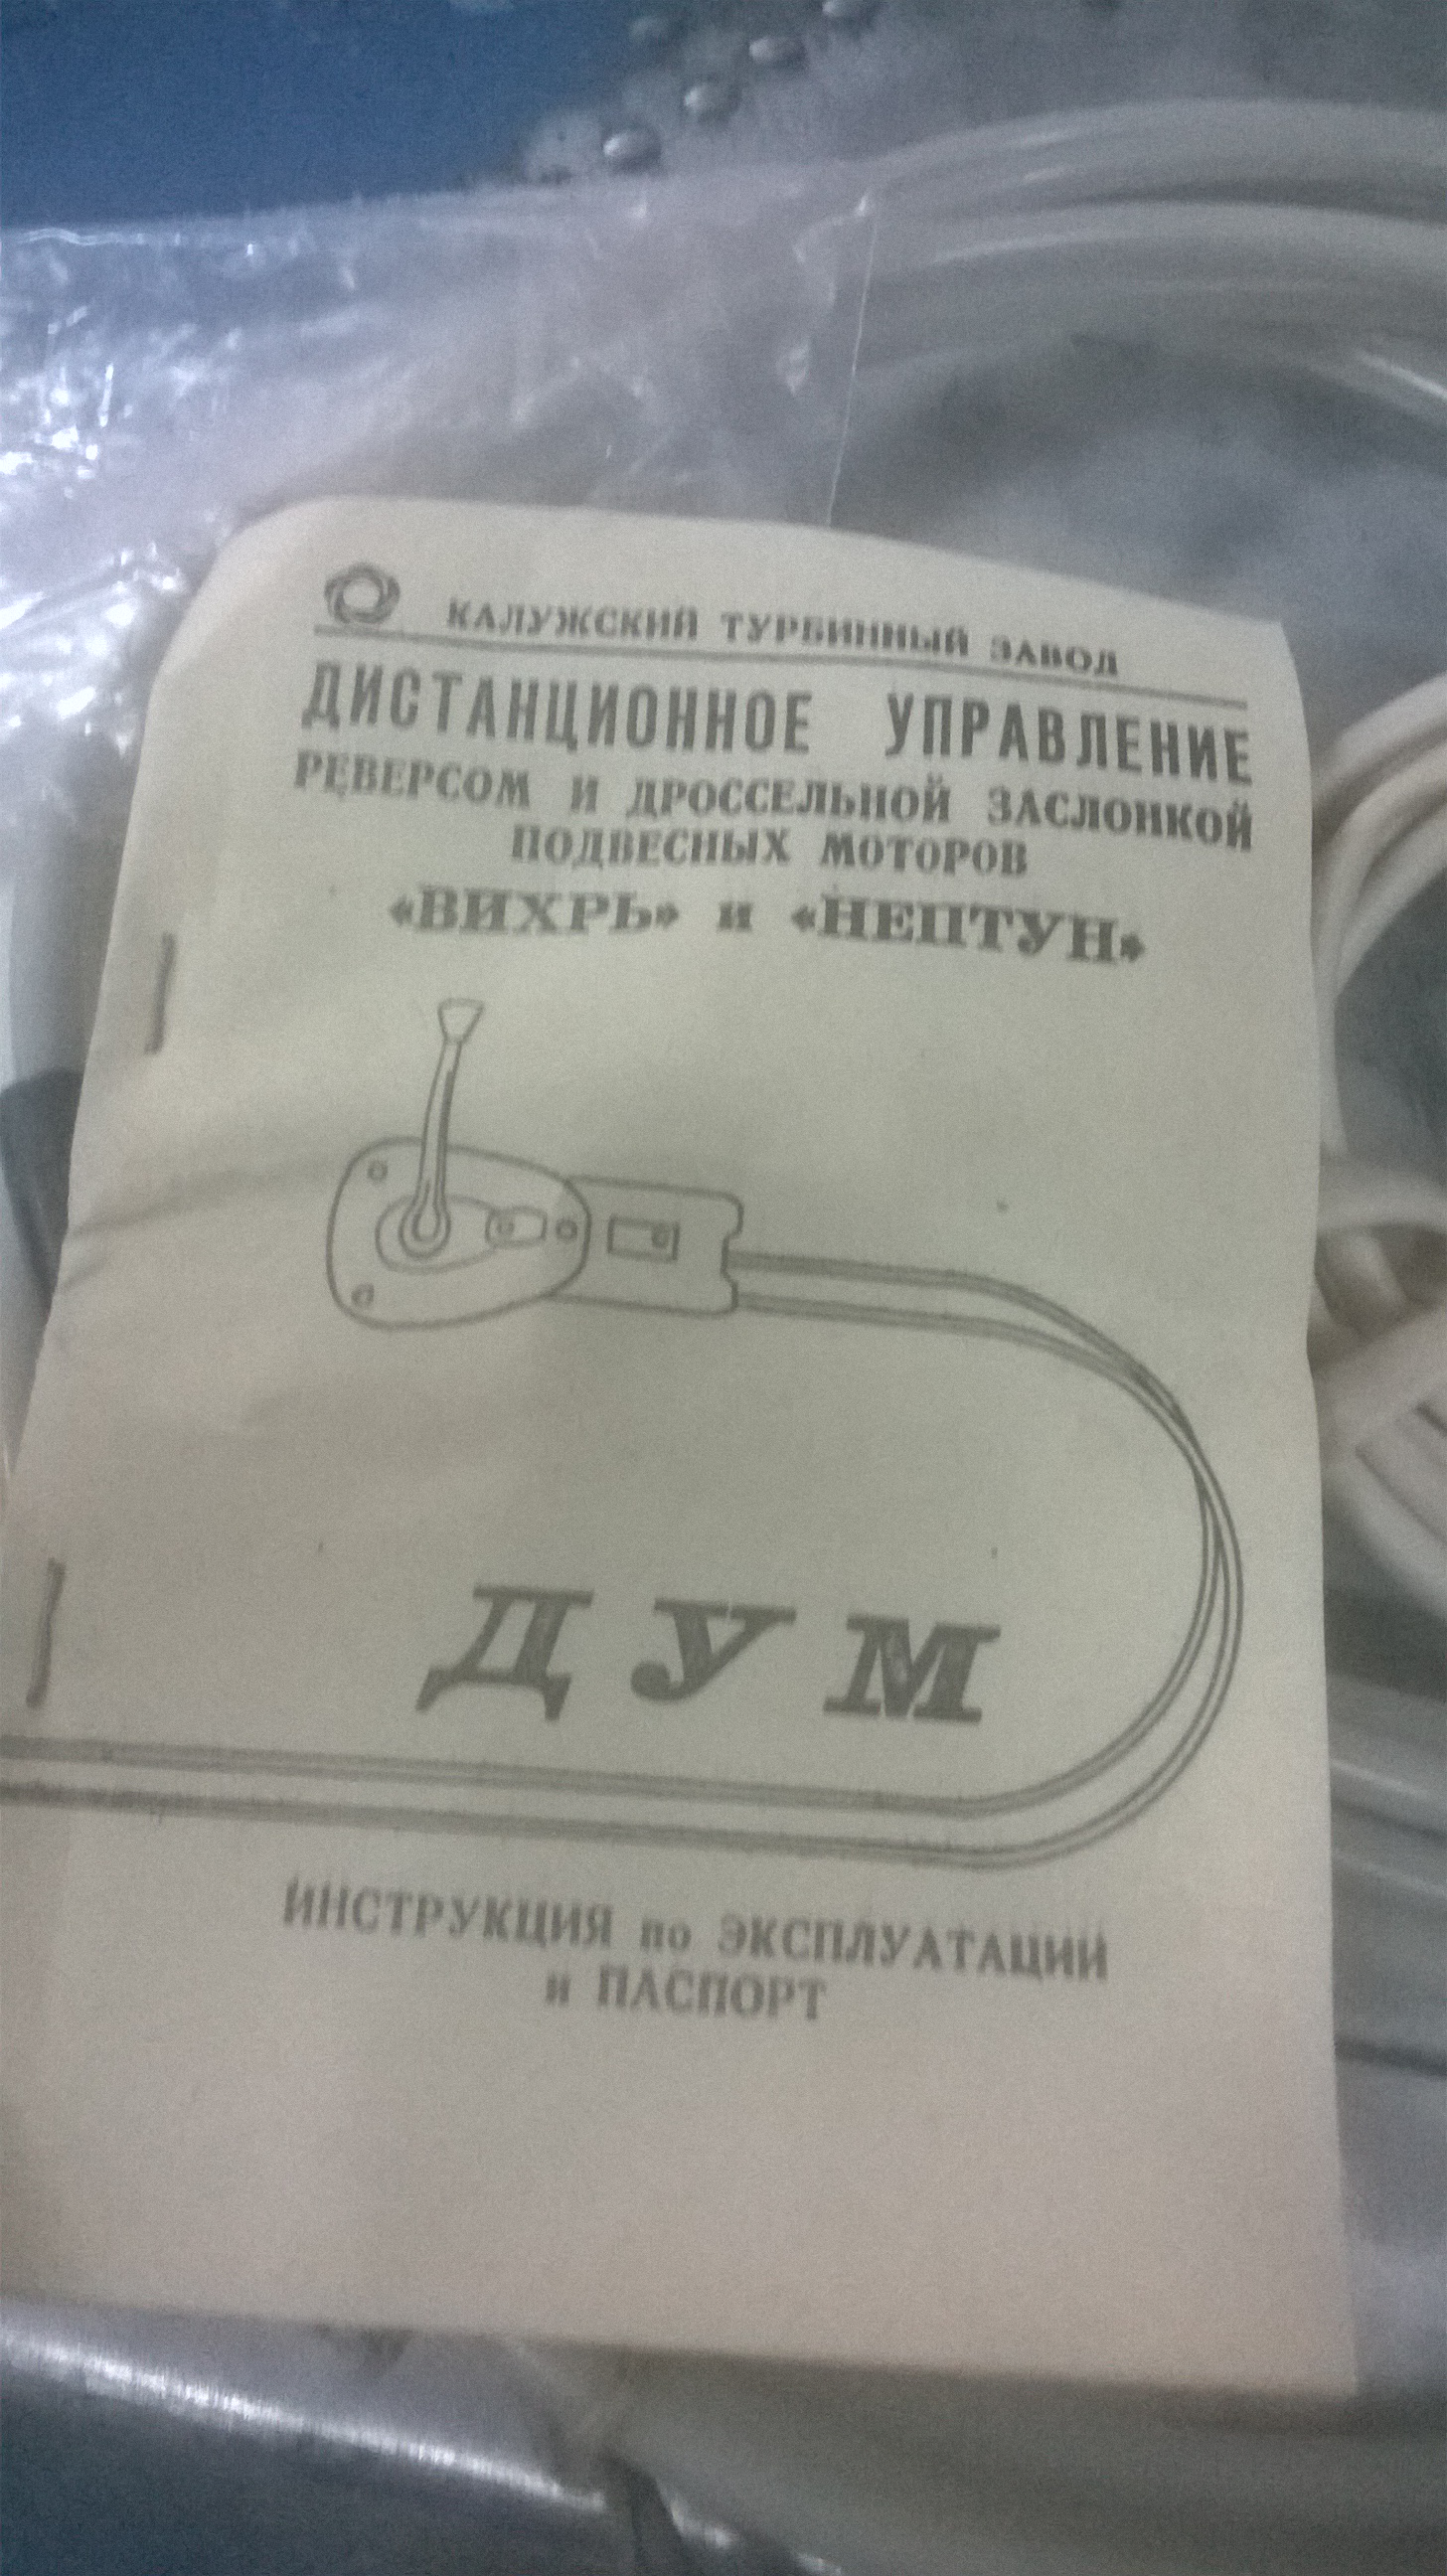 КАЛУЖСКИЙ ТУРБИННЫЙ ЗАВОД
ДИСТАНЦИОННОЕ УПРАВЛЕНИЕ
РЕВЕРСОМ И ДРОССЕЛЬНОЙ ЗАСЛОНКОЙ
ПОДВЕСНЫХ МОТОРОВ
«ВИХРЬ» и «НЕПТУН»
ДУМ
ИНСТРУКЦИЯ по ЭКСПЛУАТАЦИИ
и ПАСПОРТ